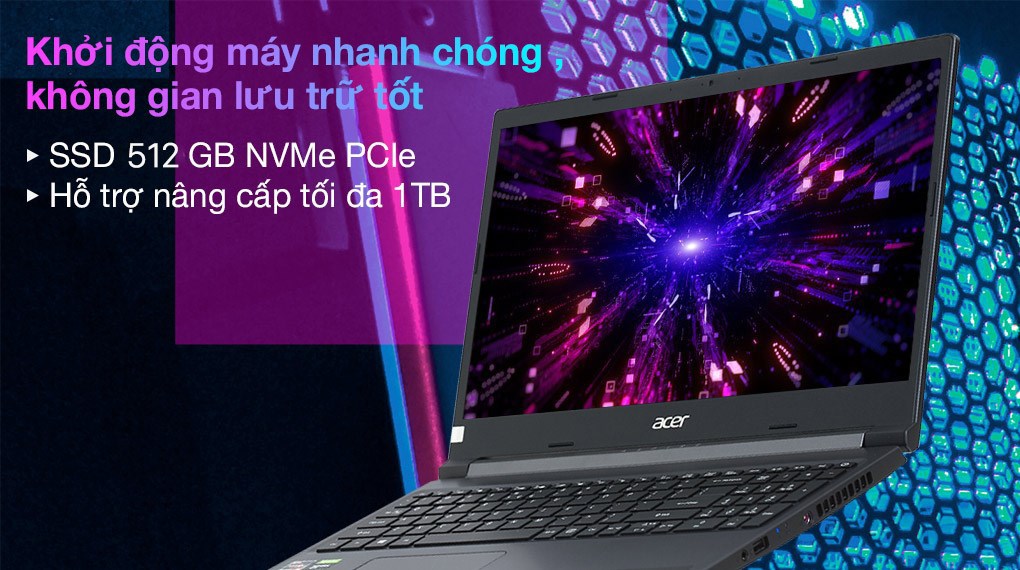 Khởi động máy nhanh chóng ,
không gian lưu trữ tốt
▸ SSD 512 GB NVMe PCIe
▸ Hỗ trợ nâng cấp tối đa 1TB
acer